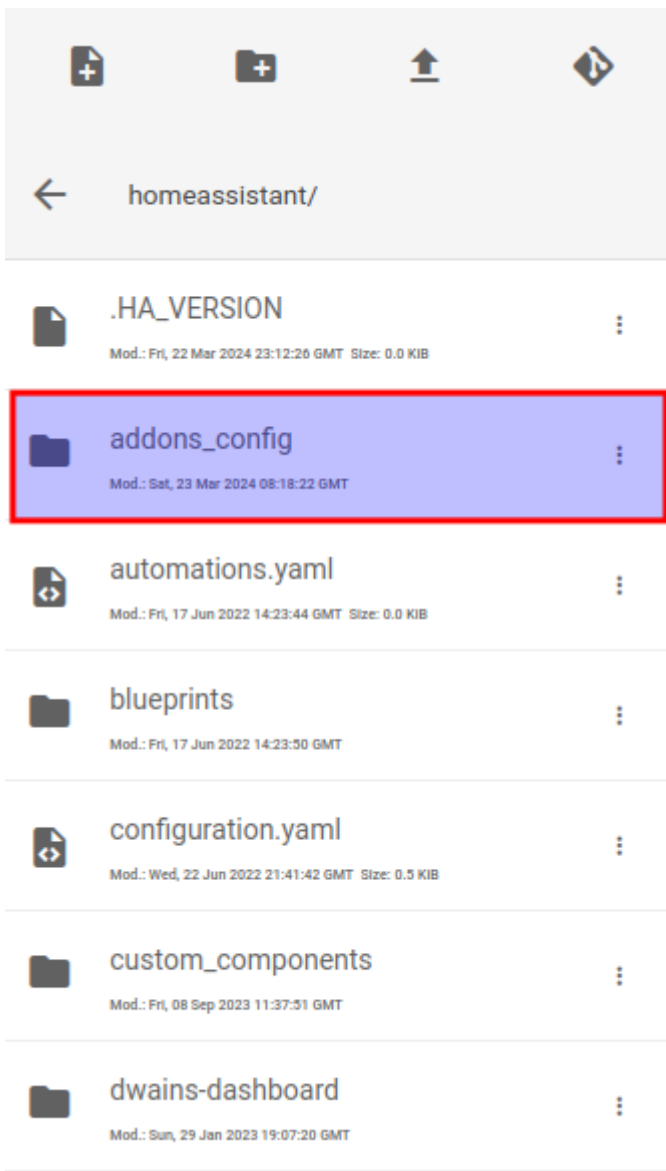 homeassistant/
.HA_VERSION
Mod.: Fri, 22 Mar 2024 23:12:26 GMT Size: 0.0 KiB
addons_config
Mod.: Sat, 23 Mar 2024 08:18:22 GMT
automations.yaml
Mod.: Fri, 17 Jun 2022 14:23:44 GMT Size: 0.0 KiB
blueprints
Mod.: Fri, 17 Jun 2022 14:23:50 GMT
configuration.yaml
Mod.: Wed, 22 Jun 2022 21:41:42 GMT Size: 0.5 KiB
custom_components
Mod.: Fri, 08 Sep 2023 11:37:51 GMT
dwains-dashboard
Mod.: Sun, 29 Jan 2023 19:07:20 GMT